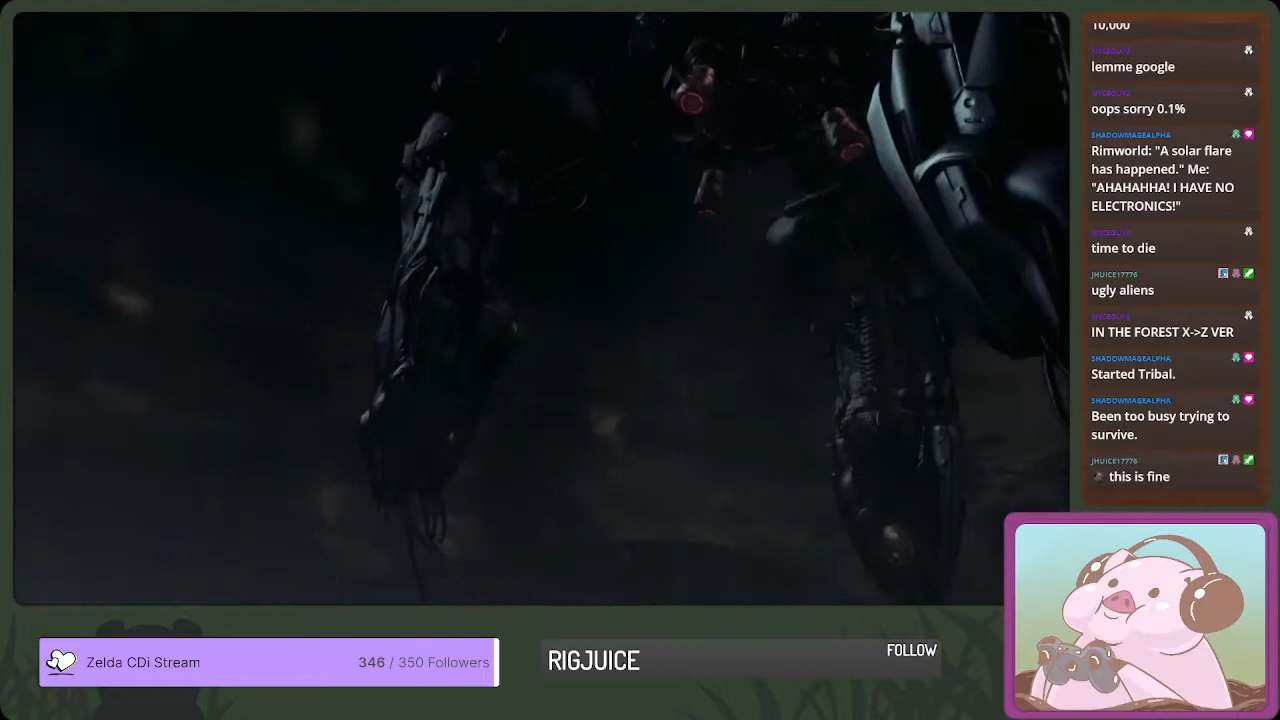 10,000
lemme google
oops sorry 0.1%
SHADOWMAGEALPHA
Rimworld: "A solar flare
has happened." Me:
"AHAHAHHA! I HAVE NO
ELECTRONICS!"
time to die
JHUICE17776
ugly aliens
IN THE FOREST X->Z VER
SHADOWMAGEALPHA
Started Tribal.
SHADOWMAGEALPHA
Been too busy trying to
survive.
JHUICE17776
this is fine
Zelda CDi Stream
346 / 350 Followers
RIGJUICE
FOLLOW